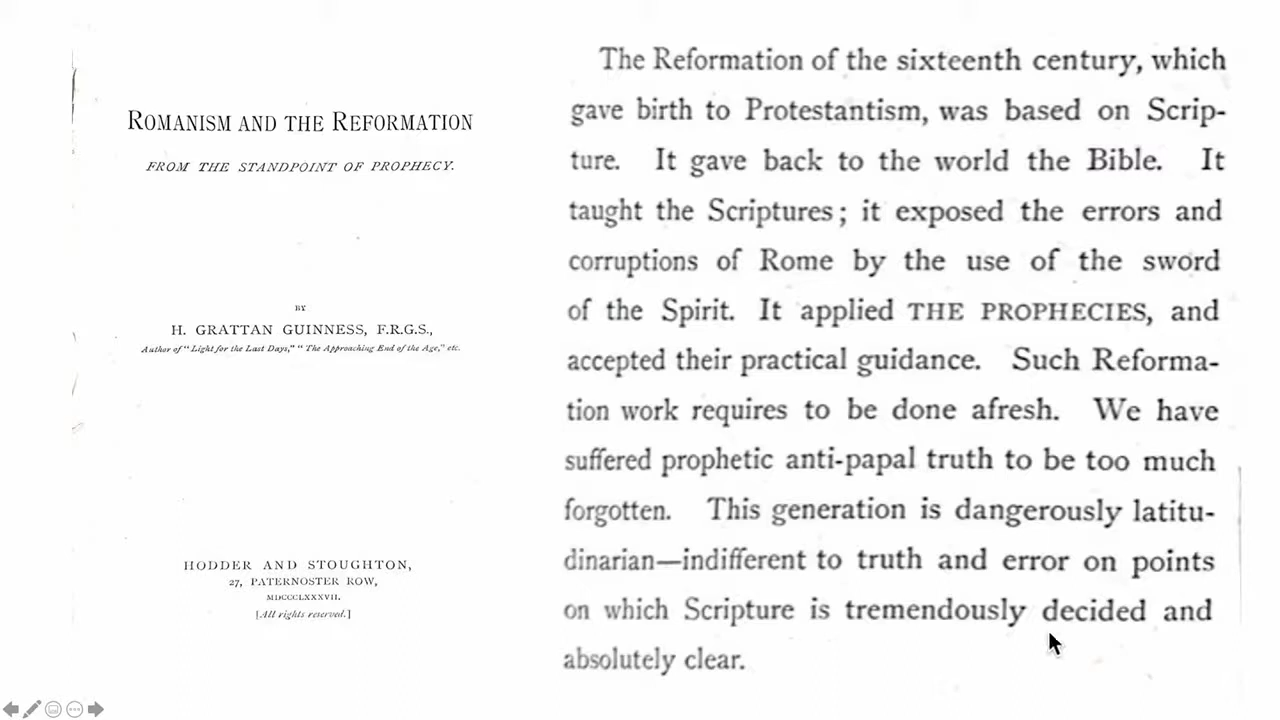 ROMANISM AND THE REFORMATION
FROM THE STANDPOINT OF PROPHECY.
BY
H. GRATTAN GUINNESS, F.R.G.S.,
Author of "Light for the Last Days," "The Approaching End of the Age," etc.
HODDER AND STOUGHTON,
27, PATERNOSTER ROW,
MDCCCLXXXVII.
[All rights reserved.]
The Reformation of the sixteenth century, which
gave birth to Protestantism, was based on Scrip-
ture. It gave back to the world the Bible. It
taught the Scriptures; it exposed the errors and
corruptions of Rome by the use of the sword
of the Spirit. It applied THE PROPHECIES, and
accepted their practical guidance. Such Reforma-
tion work requires to be done afresh. We have
suffered prophetic anti-papal truth to be too much
forgotten. This generation is dangerously latitu-
dinarian—indifferent to truth and error on points
on which Scripture is tremendously decided and
absolutely clear.